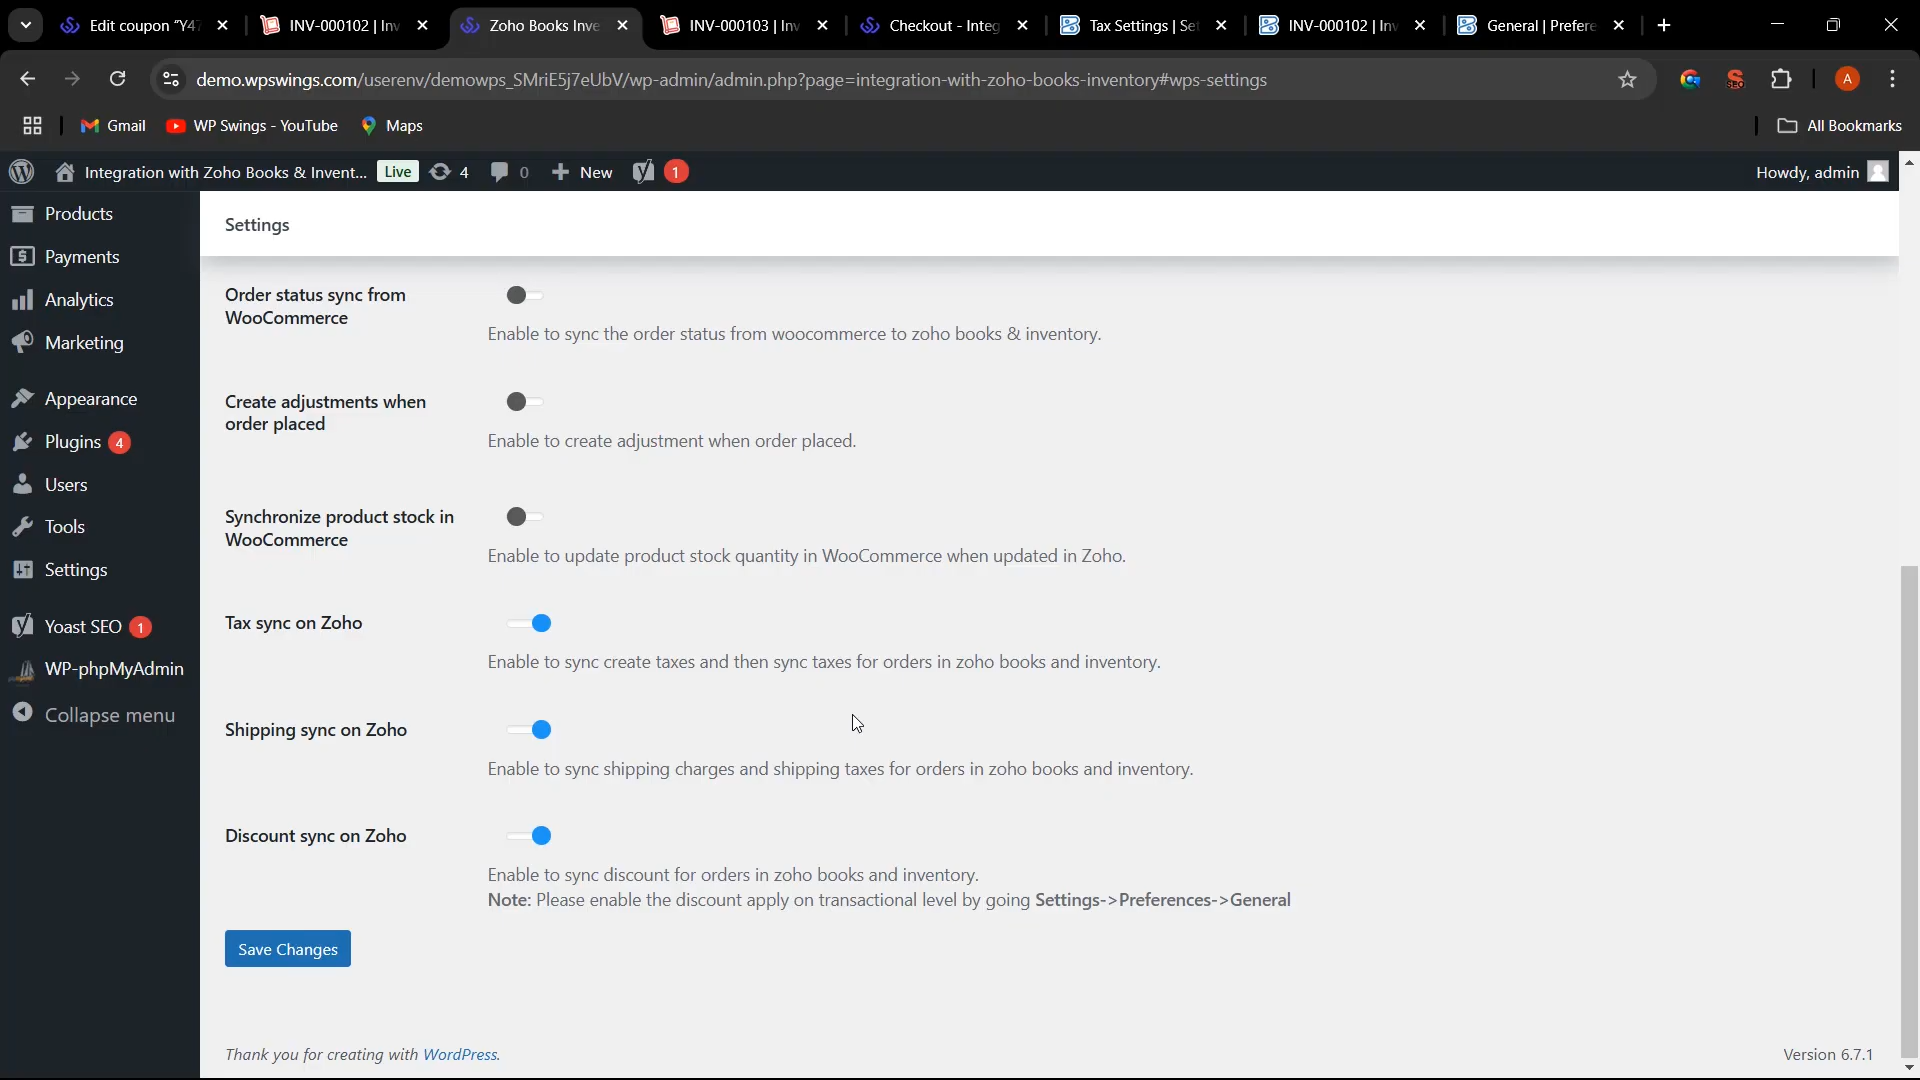 Edit coupon "Y47
INV-000102 | Inv
Zoho Books Inve
INV-000103 | Inv
Checkout - Integ
Tax Settings | Set
INV-000102 | Inv
General | Prefere
demo.wpswings.com/userenv/demowps_SMriE5j7eUbV/wp-admin/admin.php?page=integration-with-zoho-books-inventory#wps-settings
SEO
A
Gmail
WP Swings - YouTube
Maps
All Bookmarks
Integration with Zoho Books & Invent...
Live
4
0
New
1
Howdy, admin
Products
Payments
Analytics
Marketing
Appearance
Plugins 4
Users
Tools
Settings
Yoast SEO 1
WP-phpMyAdmin
Collapse menu
Settings
Order status sync from
WooCommerce
Enable to sync the order status from woocommerce to zoho books & inventory.
Create adjustments when
order placed
Enable to create adjustment when order placed.
Synchronize product stock in
WooCommerce
Enable to update product stock quantity in WooCommerce when updated in Zoho.
Tax sync on Zoho
Enable to sync create taxes and then sync taxes for orders in zoho books and inventory.
Shipping sync on Zoho
Enable to sync shipping charges and shipping taxes for orders in zoho books and inventory.
Discount sync on Zoho
Enable to sync discount for orders in zoho books and inventory.
Note: Please enable the discount apply on transactional level by going Settings->Preferences->General
Save Changes
Thank you for creating with WordPress.
Version 6.7.1